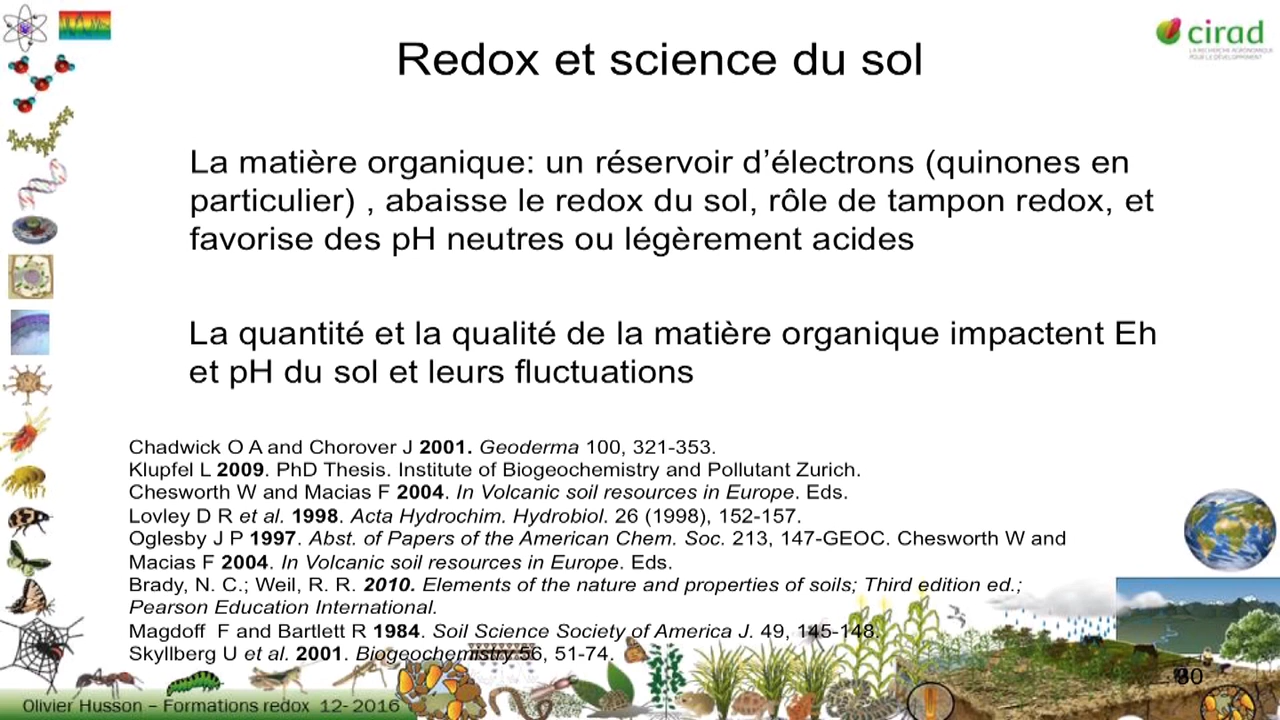 cirad
LA RECHERCHE AGRONOMIQUE
POUR LE DÉVELOPPEMENT
Redox et science du sol
La matière organique: un réservoir d’électrons (quinones en
particulier) , abaisse le redox du sol, rôle de tampon redox, et
favorise des pH neutres ou légèrement acides
La quantité et la qualité de la matière organique impactent Eh
et pH du sol et leurs fluctuations
Chadwick O A and Chorover J 2001. Geoderma 100, 321-353.
Klupfel L 2009. PhD Thesis. Institute of Biogeochemistry and Pollutant Zurich.
Chesworth W and Macias F 2004. In Volcanic soil resources in Europe. Eds.
Lovley D R et al. 1998. Acta Hydrochim. Hydrobiol. 26 (1998), 152-157.
Oglesby J P 1997. Abst. of Papers of the American Chem. Soc. 213, 147-GEOC. Chesworth W and
Macias F 2004. In Volcanic soil resources in Europe. Eds.
Brady, N. C.; Weil, R. R. 2010. Elements of the nature and properties of soils; Third edition ed.;
Pearson Education International.
Magdoff F and Bartlett R 1984. Soil Science Society of America J. 49, 145-148.
Skyllberg U et al. 2001. Biogeochemistry 56, 51-74.
Olivier Husson – Formations redox 12- 2016